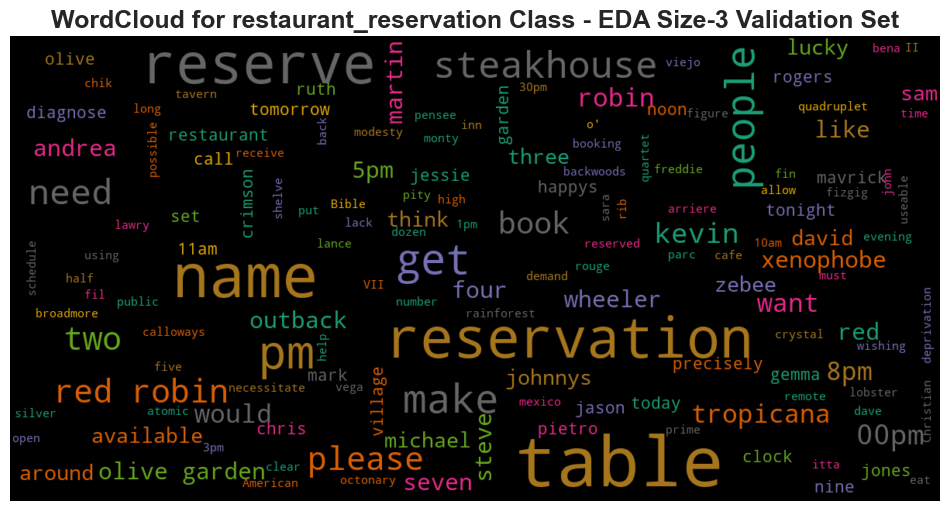 WordCloud for restaurant_reservation Class - EDA Size-3 Validation Set
olive
reserve
martin
steakhouse
viejo
people
lucky
bena
II
chik
tavern
ruth
30pm
robin
rogers
sam
diagnose
long
tomorrow
back
pensee
garden
noon
figure
quadruplet
time
possible
restaurant
modesty
inn
o'
like
andrea
call
receive
monty
three
booking
quartet
5pm
jessie
backwoods
freddie
fin
mavrick
john
need
crimson
shelve
pity
high
happys
allow
fizgig
useable
set
put
Bible
think
book
sara
rib
arriere
tonight
lawry
lack
dozen
1pm
kevin
11am
lance
reserved
10am
david
evening
schedule
using
name
get
rouge
parc
cafe
xenophobe
half
VII
four
demand
must
fil
public
number
wheeler
zebee
want
broadmore
outback
rainforest
reservation
crystal
red
deprivation
two
calloways
help
wishing
pm
precisely
five
mark
johnnys
gemma
8pm
red robin
necessitate
vega
make
remote
lobster
silver
atomic
would
village
mexico
jason
today
tropicana
dave
christian
open
available
chris
michael
steve
pietro
prime
00pm
3pm
please
table
clock
around
olive garden
clear
American
octonary
seven
itta
jones
nine
eat